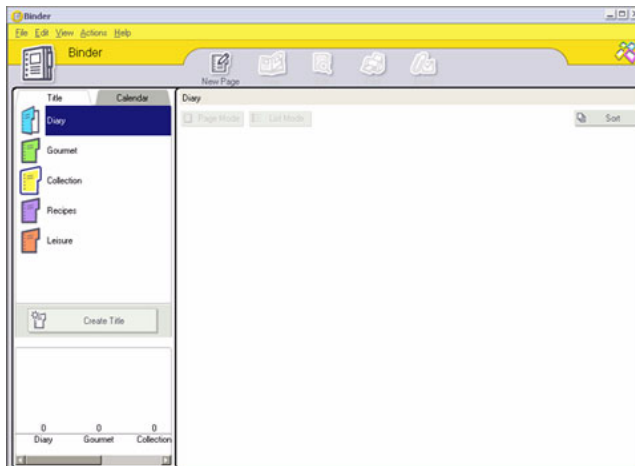 Binder
File Edit View Actions Help
Binder
New Page
Title Calendar
Diary
Page Mode List Mode
Sort
Diary
Gourmet
Collection
Recipes
Leisure
Create Title
0 0 0
Diary Gourmet Collection